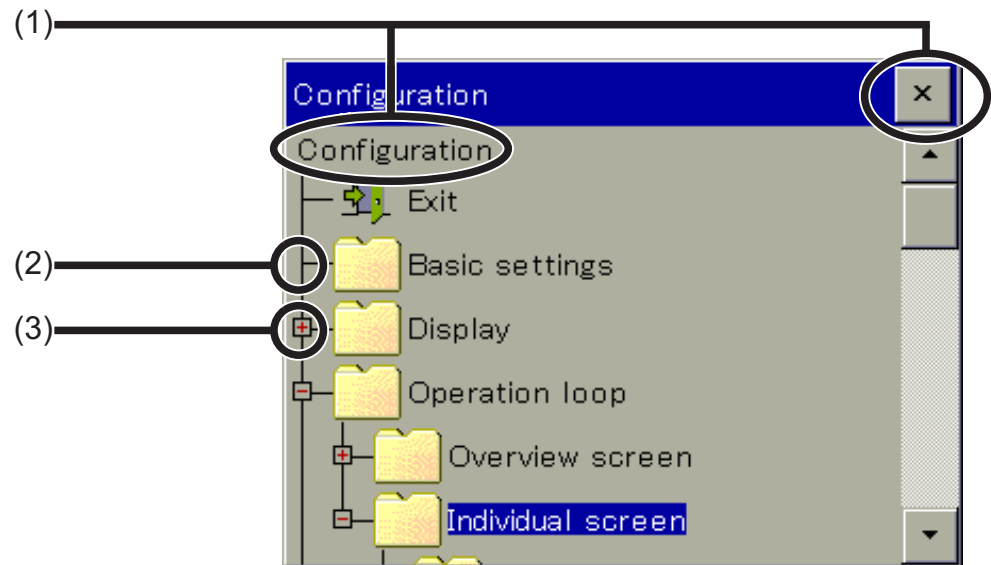 (1)
Configuration ×
Configuration
Exit
(2) Basic settings
(3) Display
Operation loop
Overview screen
Individual screen